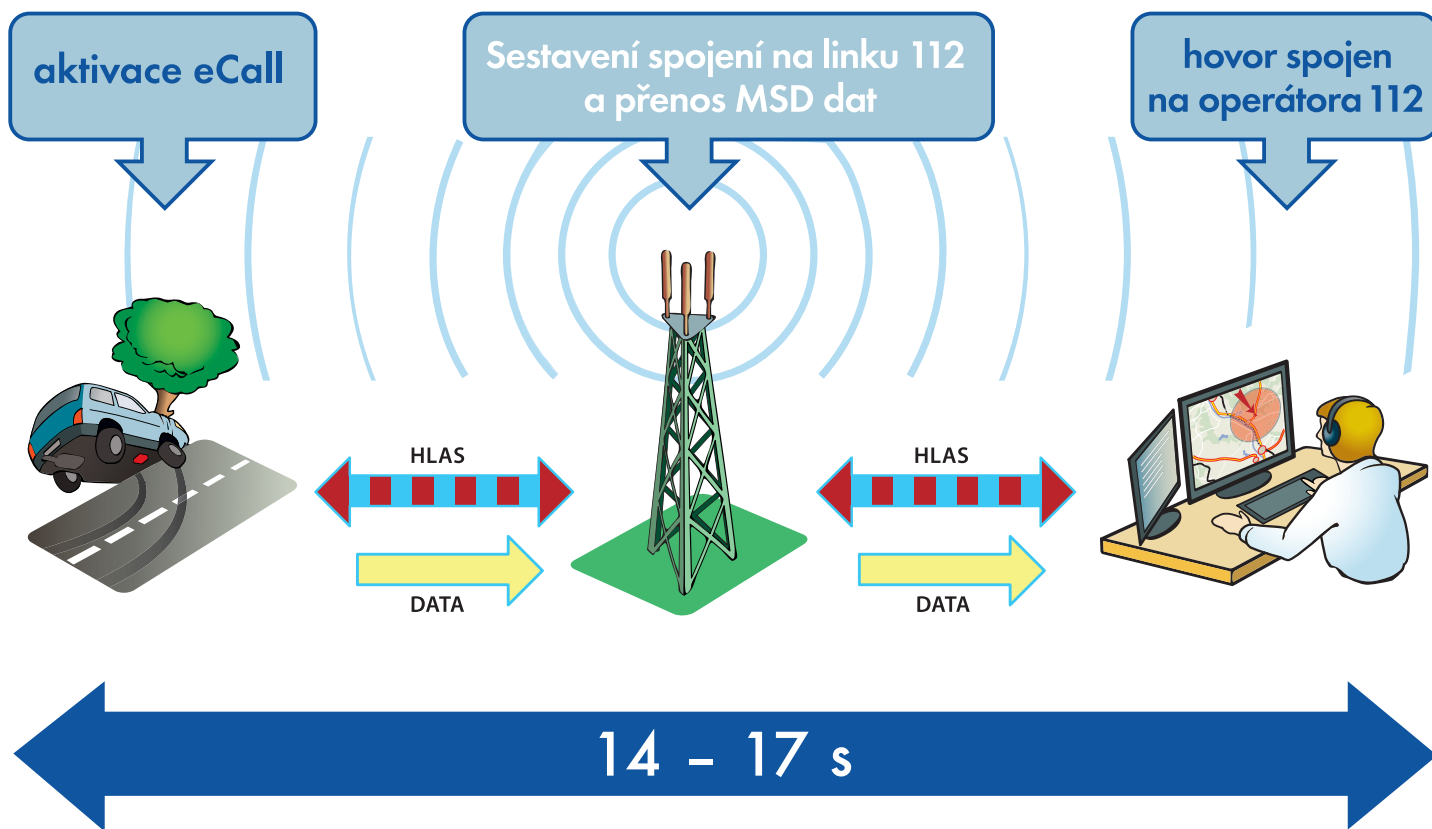 aktivace eCall
Sestavení spojení na linku 112
a přenos MSD dat
hovor spojen
na operátora 112
HLAS
HLAS
DATA
DATA
14 – 17 s